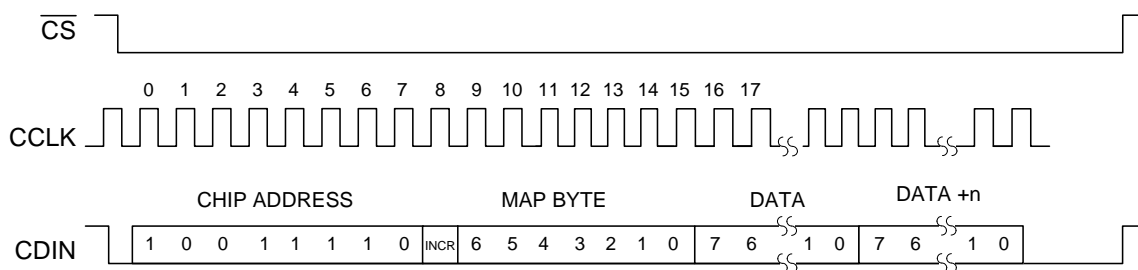 CS
0 1 2 3 4 5 6 7 8 9 10 11 12 13 14 15 16 17
CCLK
CHIP ADDRESS MAP BYTE DATA DATA +n
CDIN 1 0 0 1 1 1 1 0 INCR 6 5 4 3 2 1 0 7 6 1 0 7 6 1 0